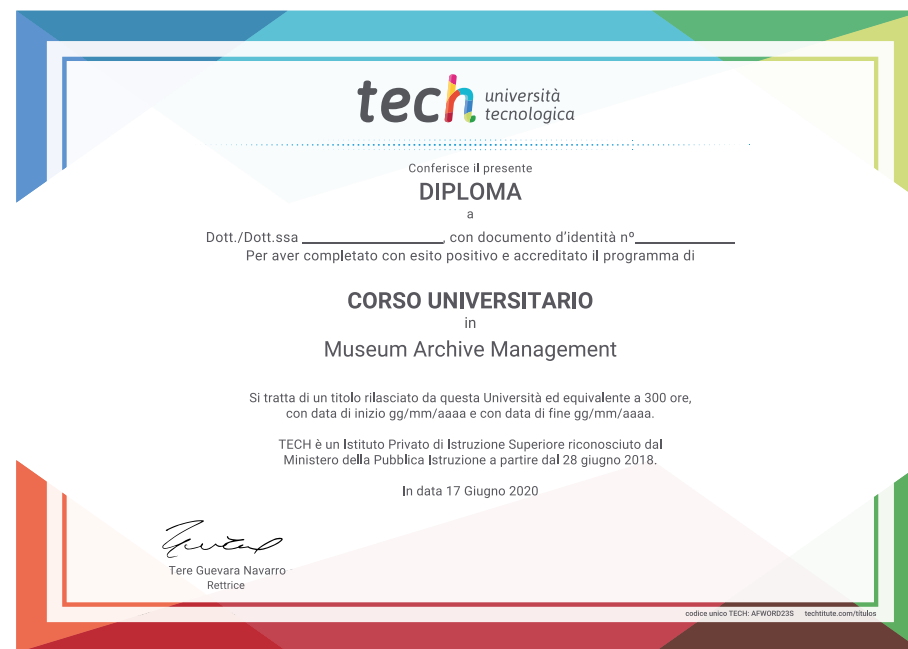 tech università
tecnologica
Conferisce il presente
DIPLOMA
a
Dott./Dott.ssa ____________________, con documento d'identità nº______________
Per aver completato con esito positivo e accreditato il programma di
CORSO UNIVERSITARIO
in
Museum Archive Management
Si tratta di un titolo rilasciato da questa Università ed equivalente a 300 ore,
con data di inizio gg/mm/aaaa e con data di fine gg/mm/aaaa.
TECH è un Istituto Privato di Istruzione Superiore riconosciuto dal
Ministero della Pubblica Istruzione a partire dal 28 giugno 2018.
In data 17 Giugno 2020
Tere Guevara Navarro
Rettrice
codice unico TECH: AFWORD23S techtitute.com/titulos